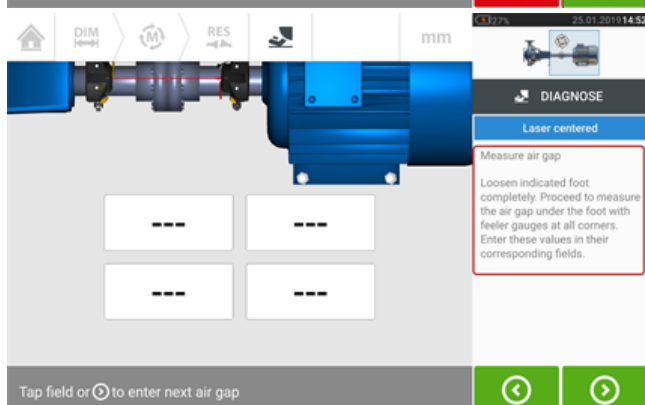 DIM
M
RES
mm
27%
25.01.2019 14:52
DIAGNOSE
Laser centered
Measure air gap
Loosen indicated foot
completely. Proceed to measure
the air gap under the foot with
feeler gauges at all corners.
Enter these values in their
corresponding fields.
---
---
---
---
Tap field or to enter next air gap